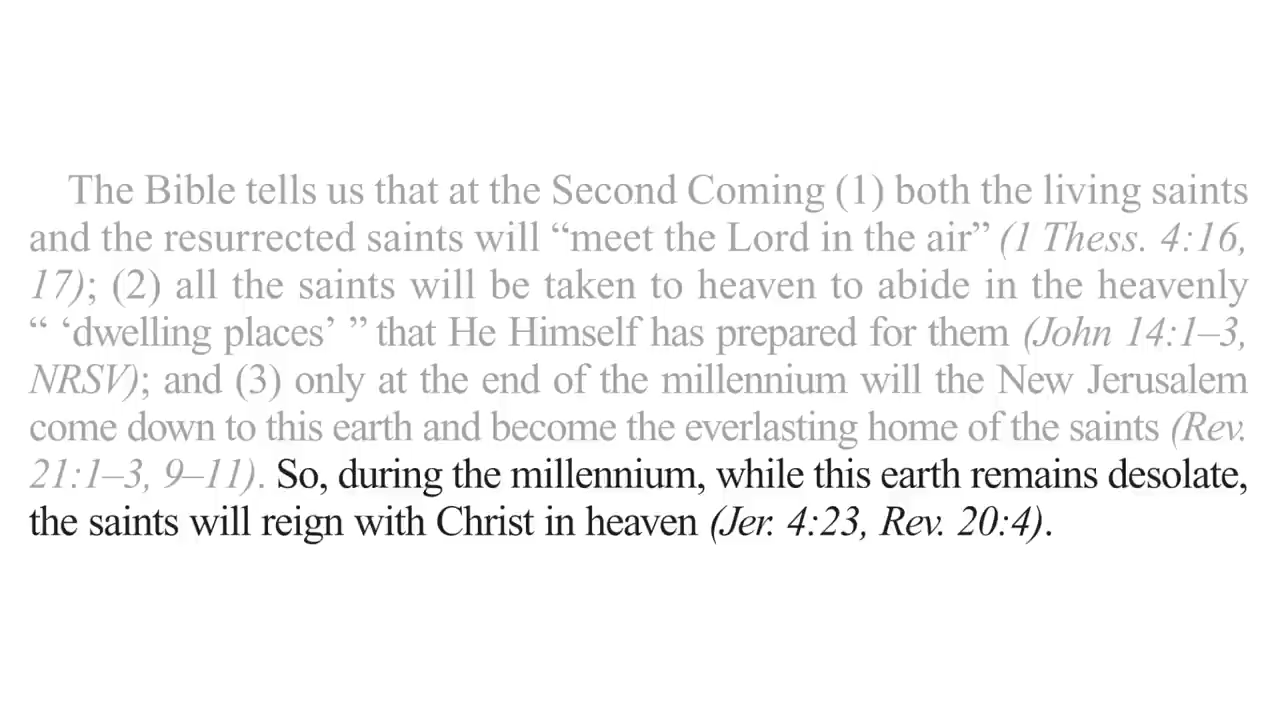 The Bible tells us that at the Second Coming (1) both the living saints
and the resurrected saints will “meet the Lord in the air” (1 Thess. 4:16,
17); (2) all the saints will be taken to heaven to abide in the heavenly
“ ‘dwelling places’ ” that He Himself has prepared for them (John 14:1–3,
NRSV); and (3) only at the end of the millennium will the New Jerusalem
come down to this earth and become the everlasting home of the saints (Rev.
21:1–3, 9–11). So, during the millennium, while this earth remains desolate,
the saints will reign with Christ in heaven (Jer. 4:23, Rev. 20:4).